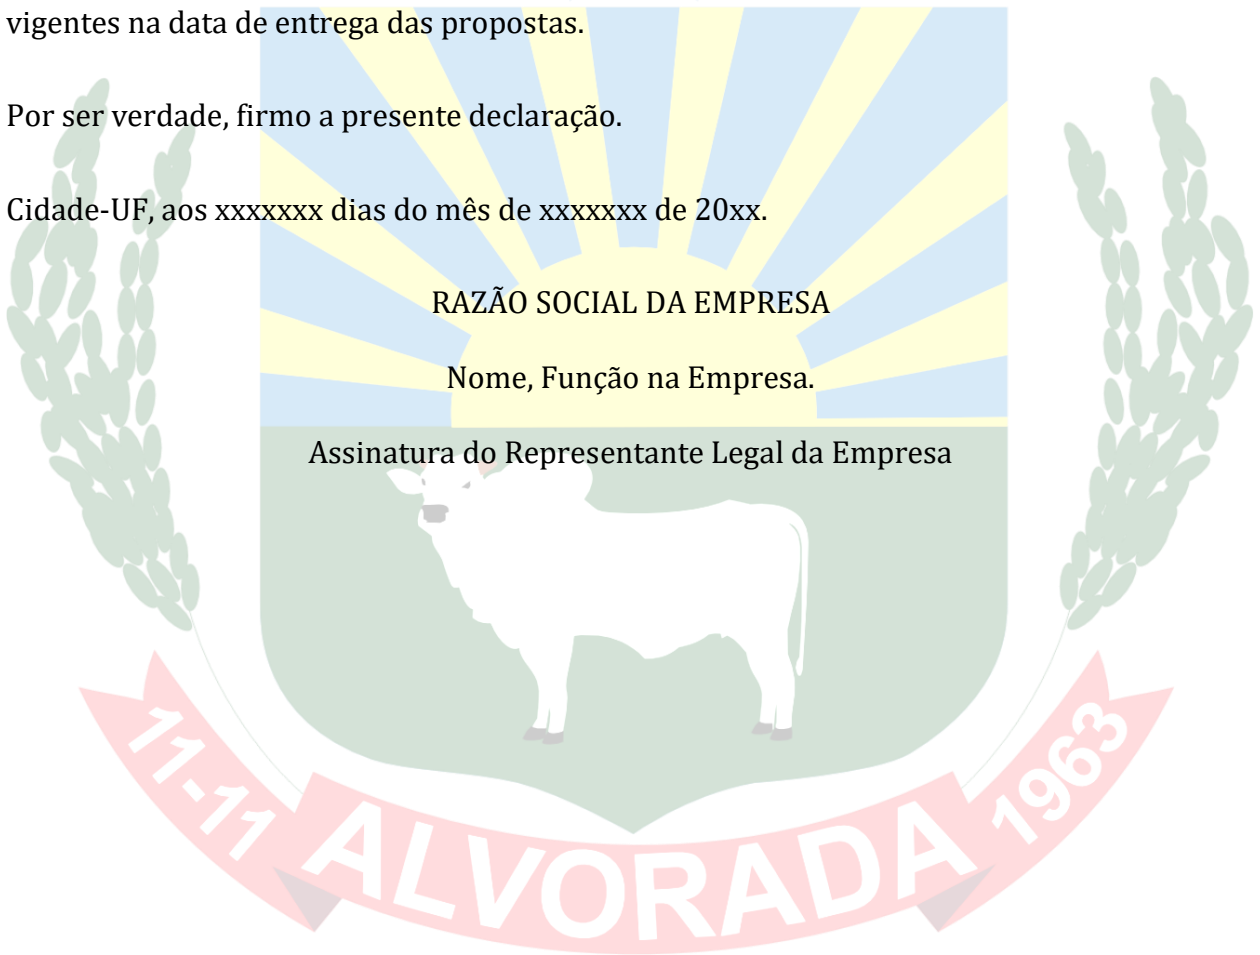 vigentes na data de entrega das propostas.
Por ser verdade, firmo a presente declaração.
Cidade-UF, aos xxxxxxx dias do mês de xxxxxxx de 20xx.
RAZÃO SOCIAL DA EMPRESA
Nome, Função na Empresa.
Assinatura do Representante Legal da Empresa
11-11 ALVORADA 1963